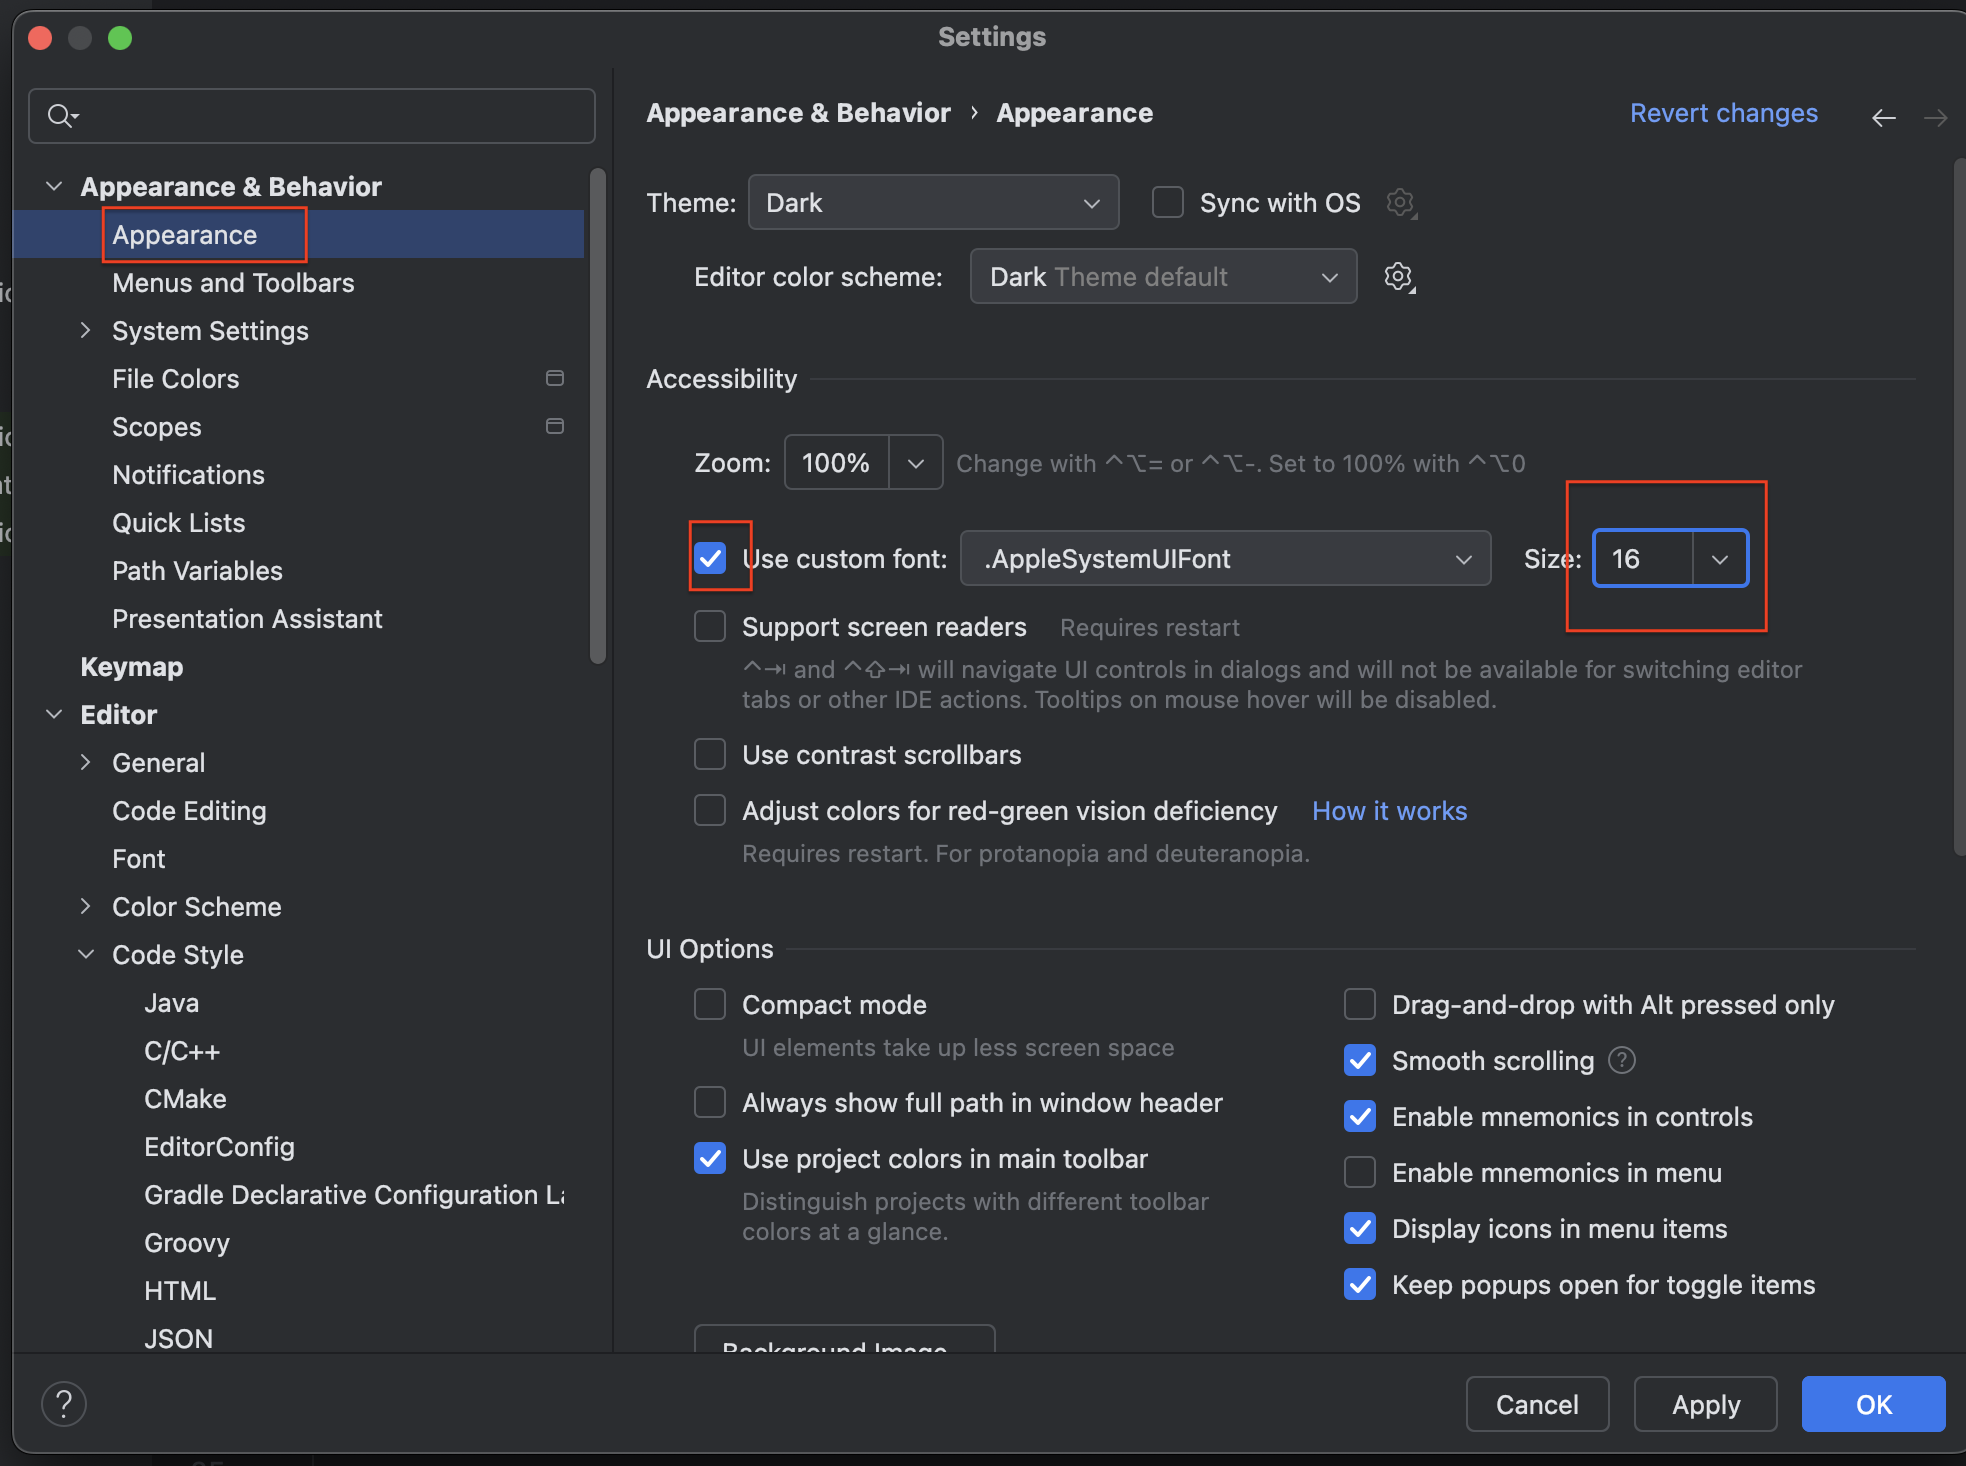 Settings
Appearance & Behavior › Appearance
Revert changes
Appearance & Behavior
Appearance
Menus and Toolbars
System Settings
File Colors
Scopes
Notifications
Quick Lists
Path Variables
Presentation Assistant
Keymap
Editor
General
Code Editing
Font
Color Scheme
Code Style
Java
C/C++
CMake
EditorConfig
Gradle Declarative Configuration
Groovy
HTML
JSON
Theme: Dark Sync with OS
Editor color scheme: Dark Theme default
Accessibility
Zoom: 100% Change with ⌃⌥= or ⌃⌥-. Set to 100% with ⌃⌥0
Use custom font: .AppleSystemUIFont Size: 16
Support screen readers Requires restart
⌃⇥ and ⌃⇧⇥ will navigate UI controls in dialogs and will not be available for switching editor
tabs or other IDE actions. Tooltips on mouse hover will be disabled.
Use contrast scrollbars
Adjust colors for red-green vision deficiency How it works
Requires restart. For protanopia and deuteranopia.
UI Options
Compact mode
UI elements take up less screen space
Always show full path in window header
Use project colors in main toolbar
Distinguish projects with different toolbar
colors at a glance.
Drag-and-drop with Alt pressed only
Smooth scrolling ?
Enable mnemonics in controls
Enable mnemonics in menu
Display icons in menu items
Keep popups open for toggle items
Background Image
? Cancel Apply OK